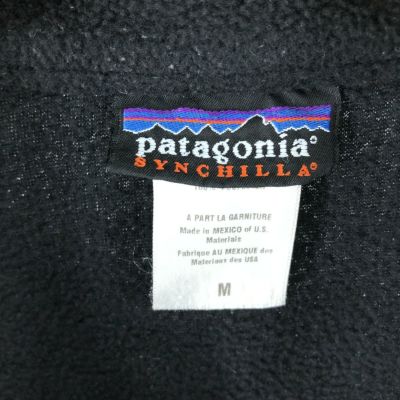 patagonia®
SYNCHILLA®
A PART LA GARNITURE
Made in MEXICO of U.S.
Materials
Fabrique AU MEXIQUE des
Materiaux des USA
M